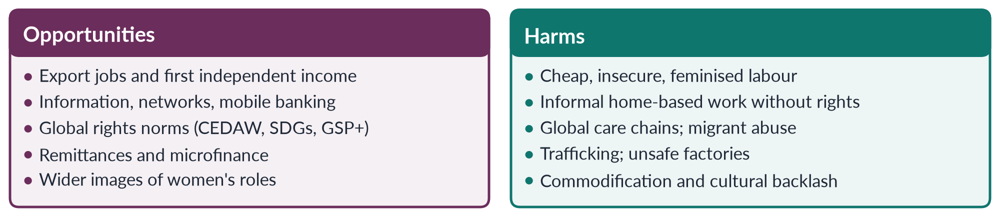 Opportunities
• Export jobs and first independent income
• Information, networks, mobile banking
• Global rights norms (CEDAW, SDGs, GSP+)
• Remittances and microfinance
• Wider images of women's roles
Harms
• Cheap, insecure, feminised labour
• Informal home-based work without rights
• Global care chains; migrant abuse
• Trafficking; unsafe factories
• Commodification and cultural backlash